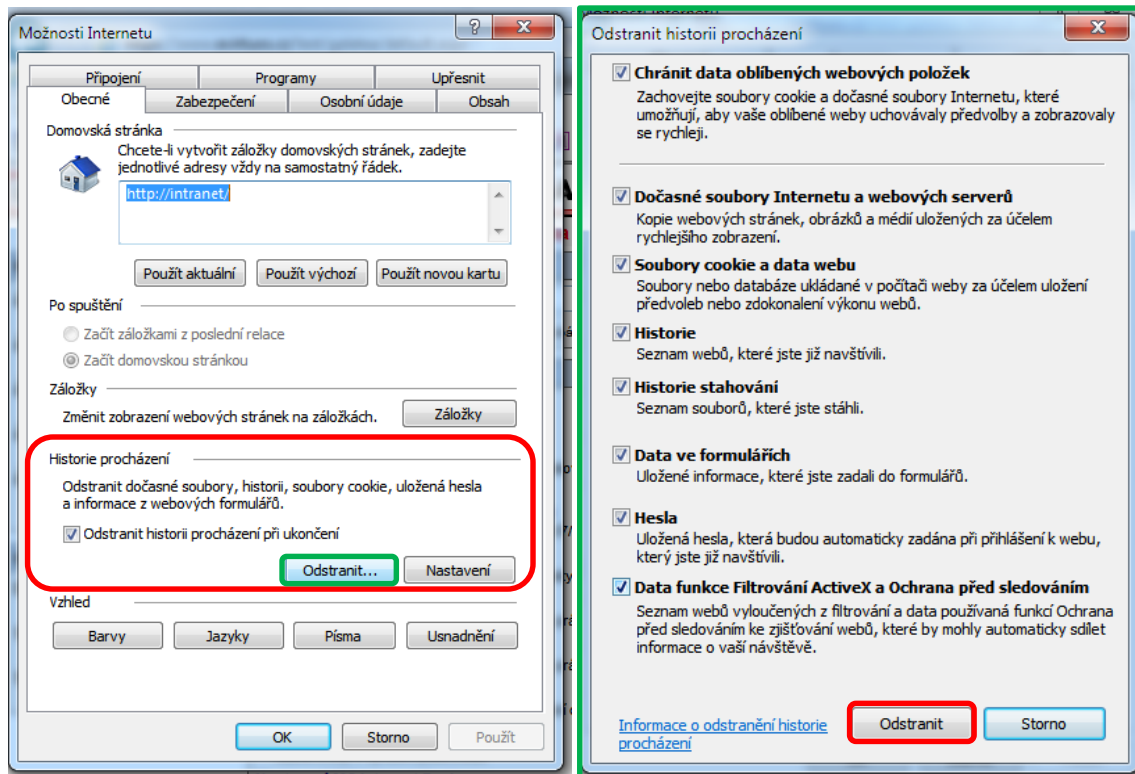 Možnosti Internetu
Připojení
Programy
Upřesnit
Obecné
Zabezpečení
Osobní údaje
Obsah
Domovská stránka
Chcete-li vytvořit záložky domovských stránek, zadejte
jednotlivé adresy vždy na samostatný řádek.
http://intranet/
Použít aktuální
Použít výchozí
Použít novou kartu
Po spuštění
Začít záložkami z poslední relace
Začít domovskou stránkou
Záložky
Změnit zobrazení webových stránek na záložkách.
Záložky
Historie procházení
Odstranit dočasné soubory, historii, soubory cookie, uložená hesla
a informace z webových formulářů.
Odstranit historii procházení při ukončení
Odstranit...
Nastavení
Vzhled
Barvy
Jazyky
Písma
Usnadnění
OK
Storno
Použít
Odstranit historii procházení
Chránit data oblíbených webových položek
Zachovejte soubory cookie a dočasné soubory Internetu, které
umožňují, aby vaše oblíbené weby uchovávaly předvolby a zobrazovaly
se rychleji.
Dočasné soubory Internetu a webových serverů
Kopie webových stránek, obrázků a médií uložených za účelem
rychlejšího zobrazení.
Soubory cookie a data webu
Soubory nebo databáze ukládané v počítači weby za účelem uložení
předvoleb nebo zdokonalení výkonu webů.
Historie
Seznam webů, které jste již navštívili.
Historie stahování
Seznam souborů, které jste stáhli.
Data ve formulářích
Uložené informace, které jste zadali do formulářů.
Hesla
Uložená hesla, která budou automaticky zadána při přihlášení k webu,
který jste již navštívili.
Data funkce Filtrování ActiveX a Ochrana před sledováním
Seznam webů vyloučených z filtrování a data používaná funkcí Ochrana
před sledováním ke zjišťování webů, které by mohly automaticky sdílet
informace o vaší návštěvě.
Informace o odstranění historie
procházení
Odstranit
Storno